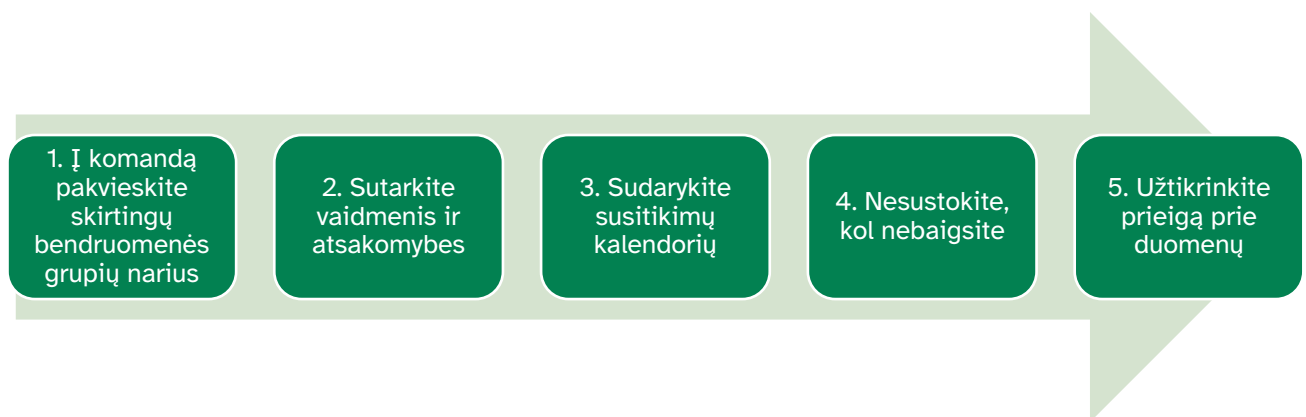 1. Į komandą
pakvieskite
skirtingų
bendruomenės
grupių narius
2. Sutarkite
vaidmenis ir
atsakomybes
3. Sudarykite
susitikimų
kalendorių
4. Nesustokite,
kol nebaigsite
5. Užtikrinkite
prieigą prie
duomenų